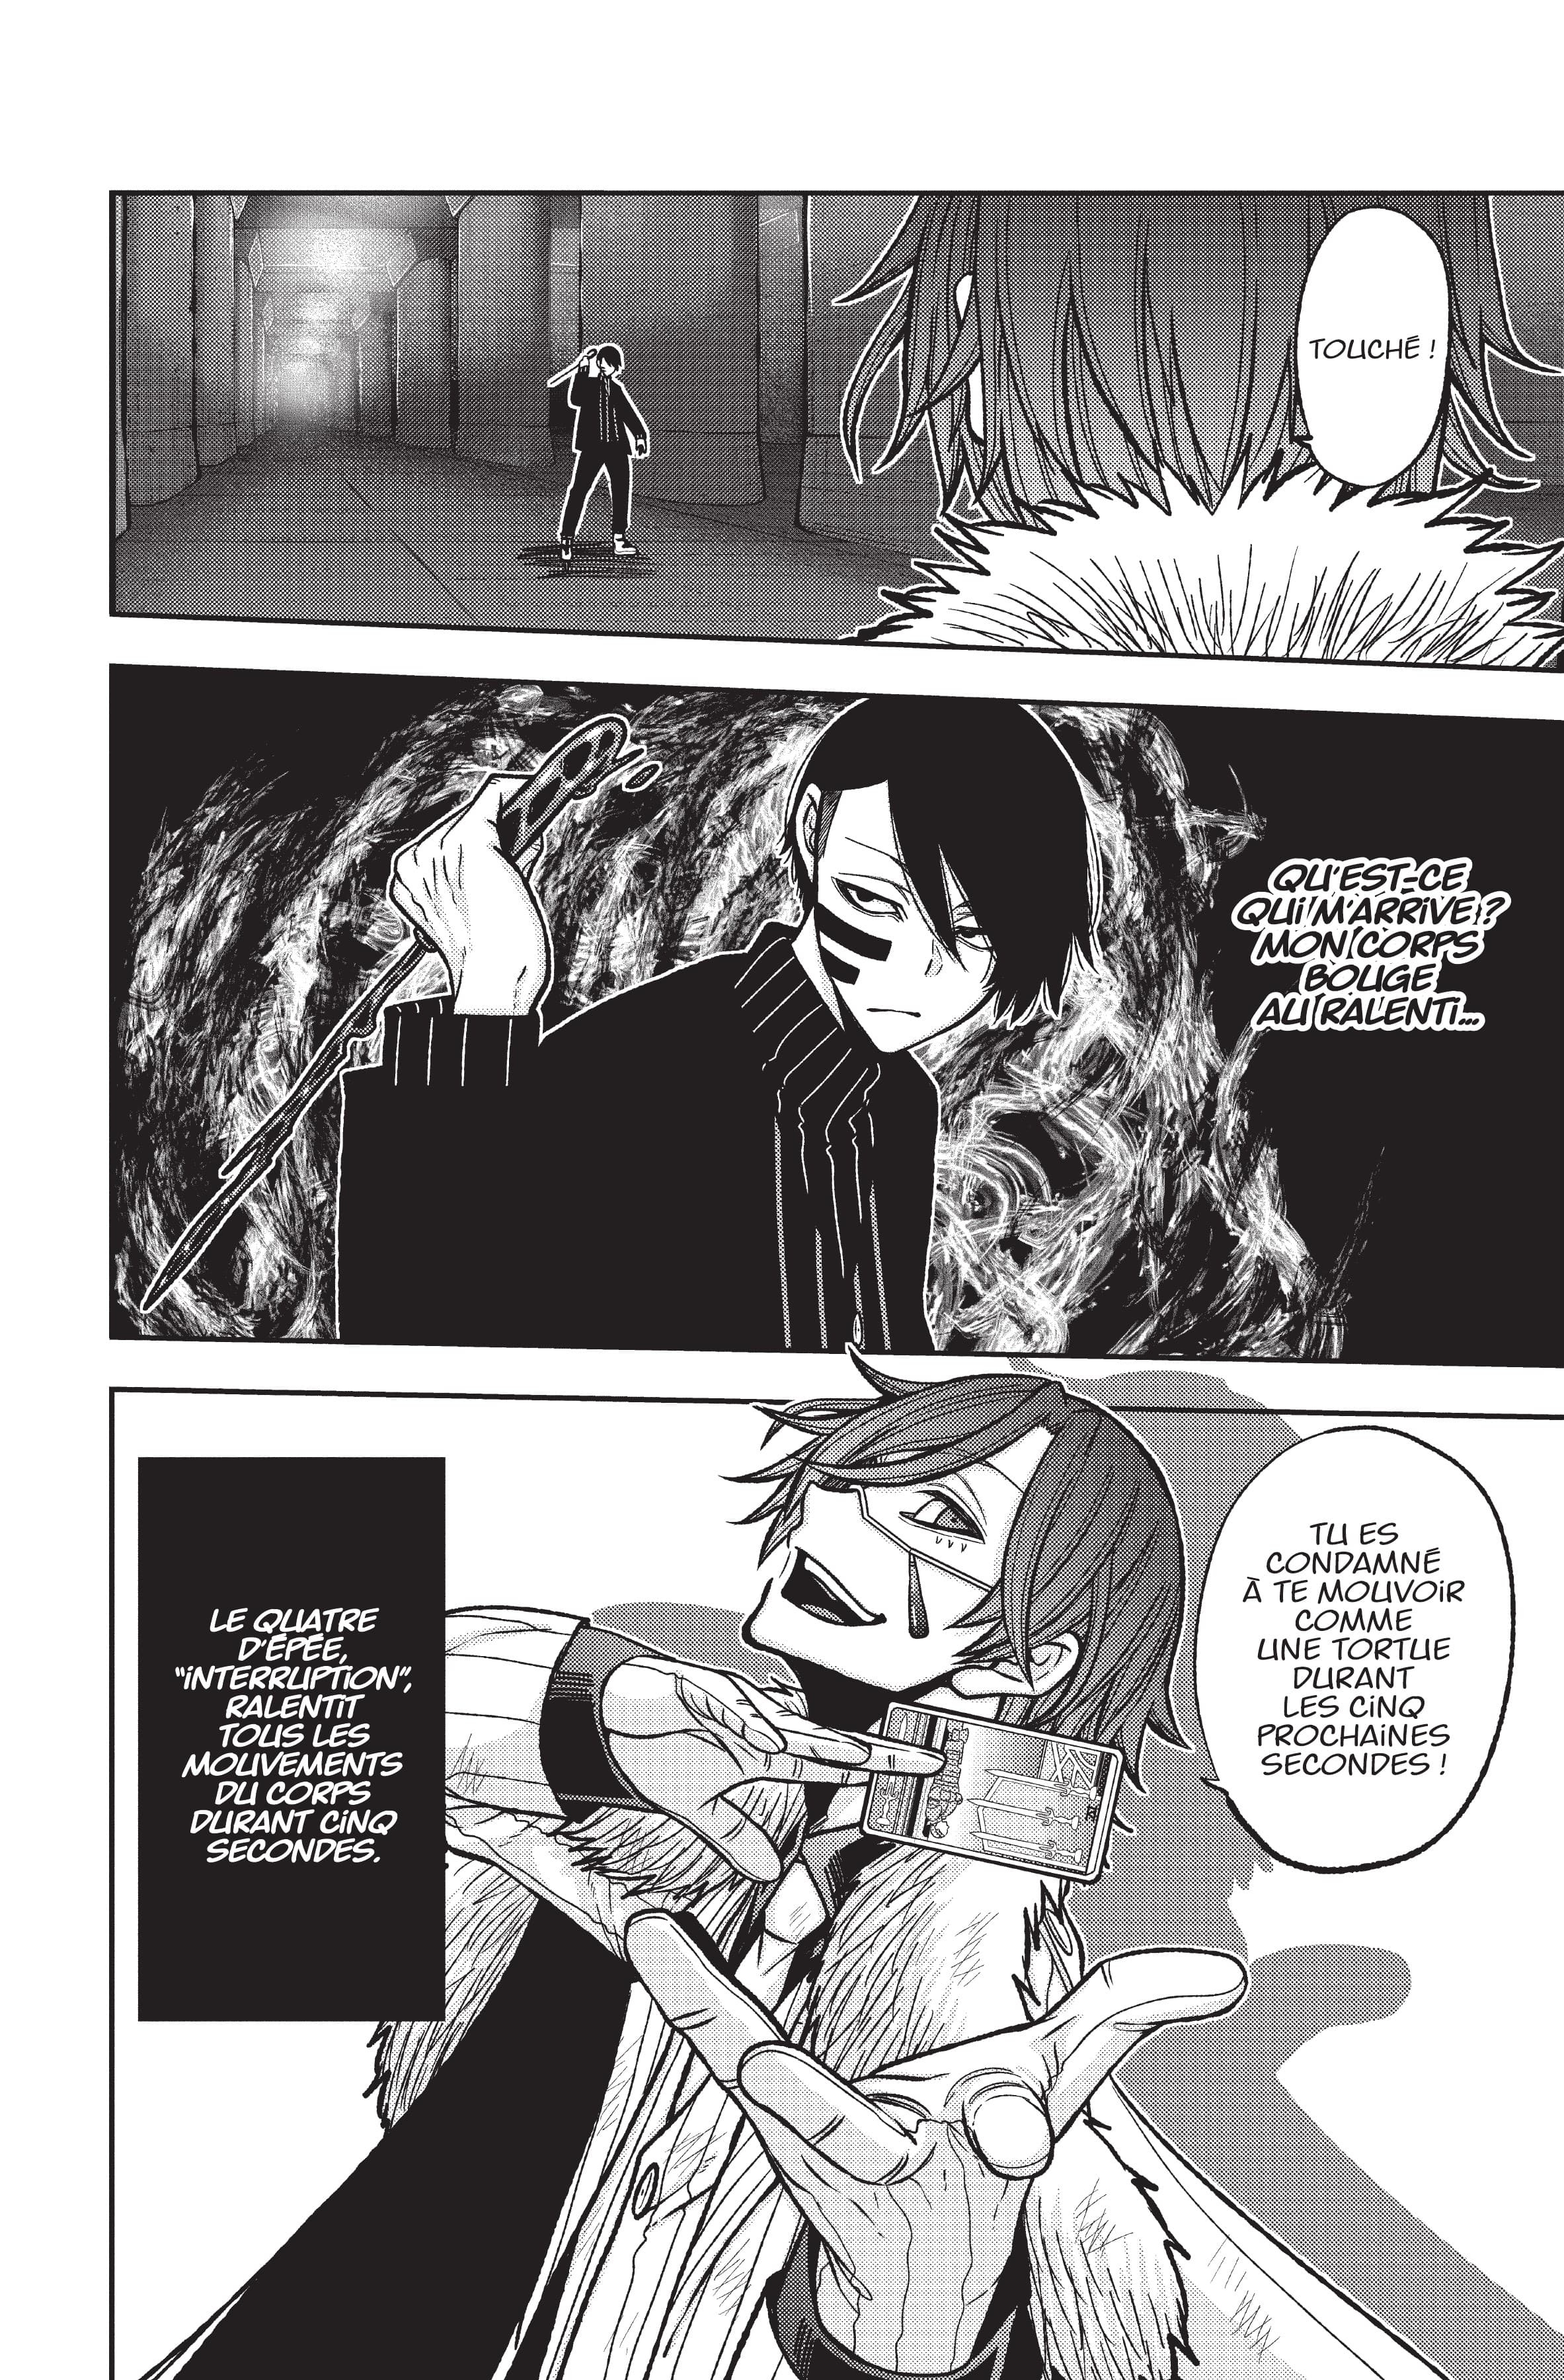 TOUCHÉ !
QU'EST-CE
QUI M'ARRIVE ?
MON CORPS
BOUGE
AU RALENTI...
TU ES
CONDAMNÉ
À TE MOUVOIR
COMME
UNE TORTUE
DURANT
LES CINQ
PROCHAINES
SECONDES !
LE QUATRE
D'ÉPÉE,
"INTERRUPTION",
RALENTIT
TOUS LES
MOUVEMENTS
DU CORPS
DURANT CINQ
SECONDES.